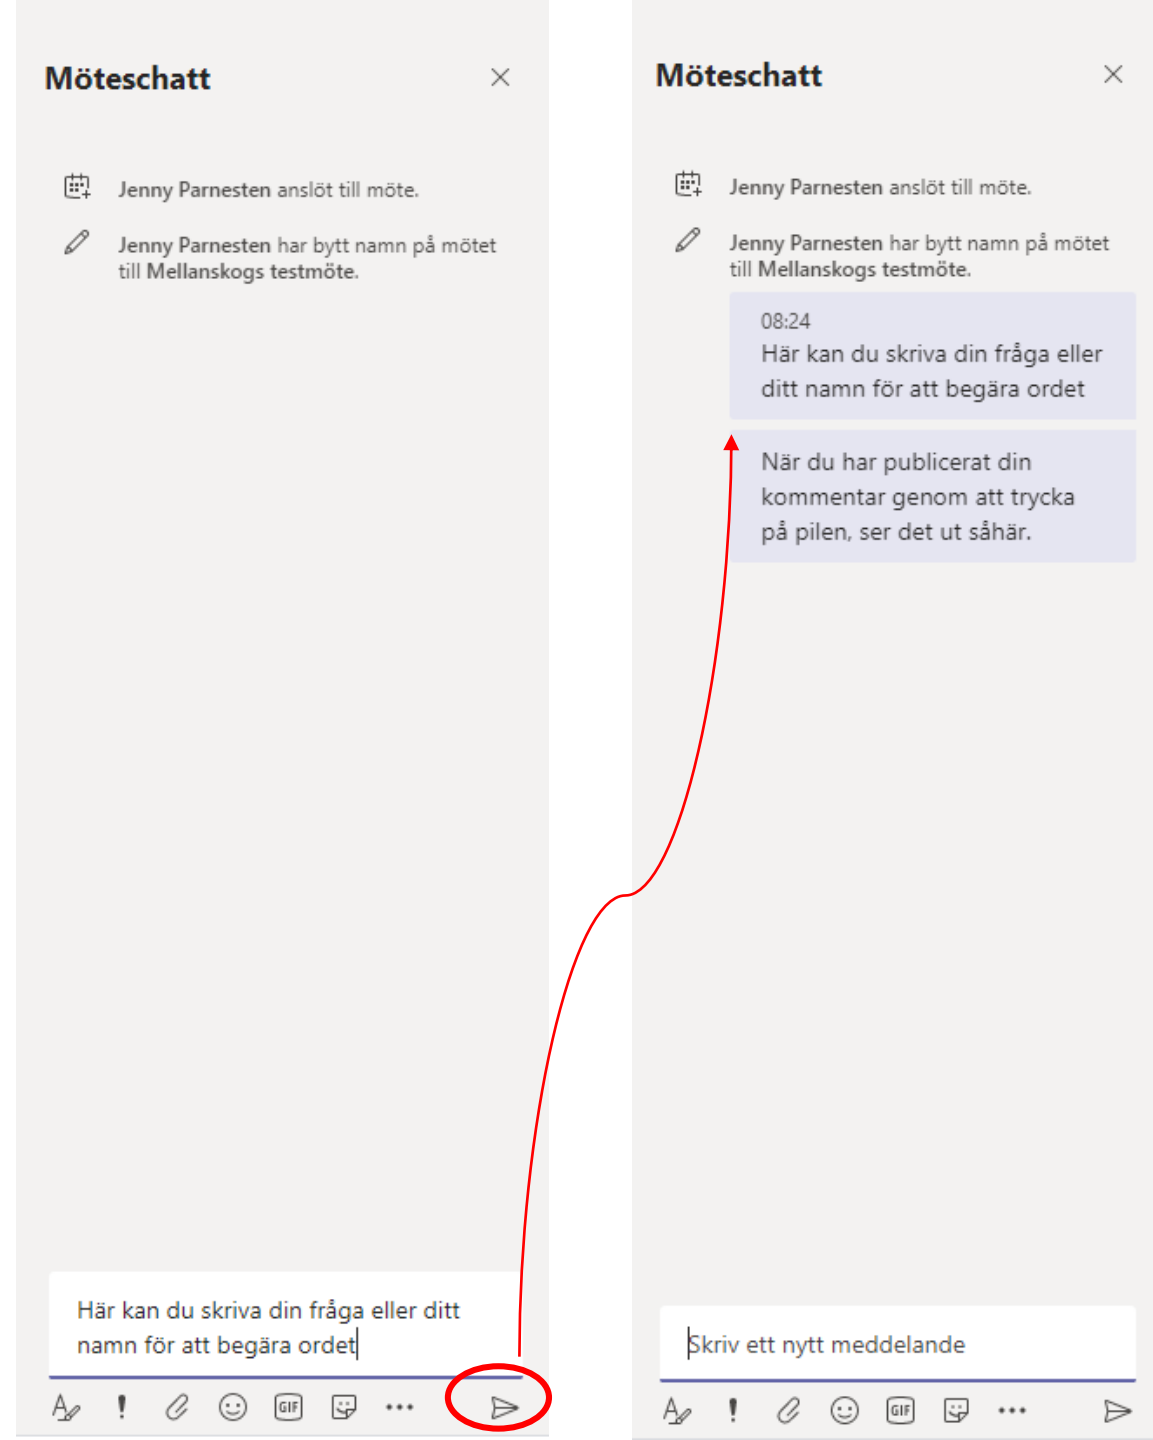 Möteschatt
Jenny Parnesten anslöt till möte.
Jenny Parnesten har bytt namn på mötet
till Mellanskogs testmöte.
Här kan du skriva din fråga eller ditt
namn för att begära ordet
GIF
Möteschatt
Jenny Parnesten anslöt till möte.
Jenny Parnesten har bytt namn på mötet
till Mellanskogs testmöte.
08:24
Här kan du skriva din fråga eller
ditt namn för att begära ordet
När du har publicerat din
kommentar genom att trycka
på pilen, ser det ut såhär.
Skriv ett nytt meddelande
GIF